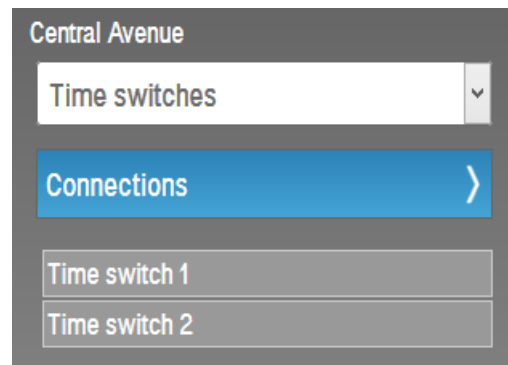 Central Avenue
Time switches
Connections
Time switch 1
Time switch 2